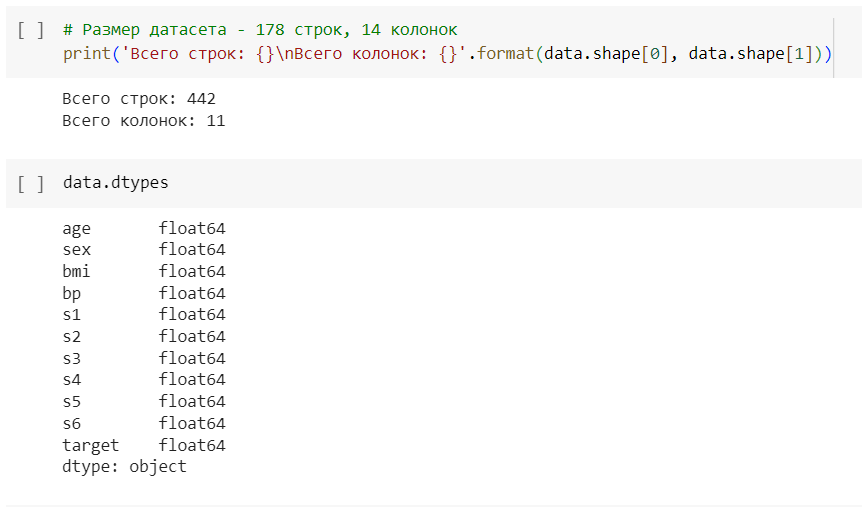 [ ] # Размер датасета - 178 строк, 14 колонок
print('Всего строк: {}\nВсего колонок: {}'.format(data.shape[0], data.shape[1]))
Всего строк: 442
Всего колонок: 11
[ ] data.dtypes
age float64
sex float64
bmi float64
bp float64
s1 float64
s2 float64
s3 float64
s4 float64
s5 float64
s6 float64
target float64
dtype: object